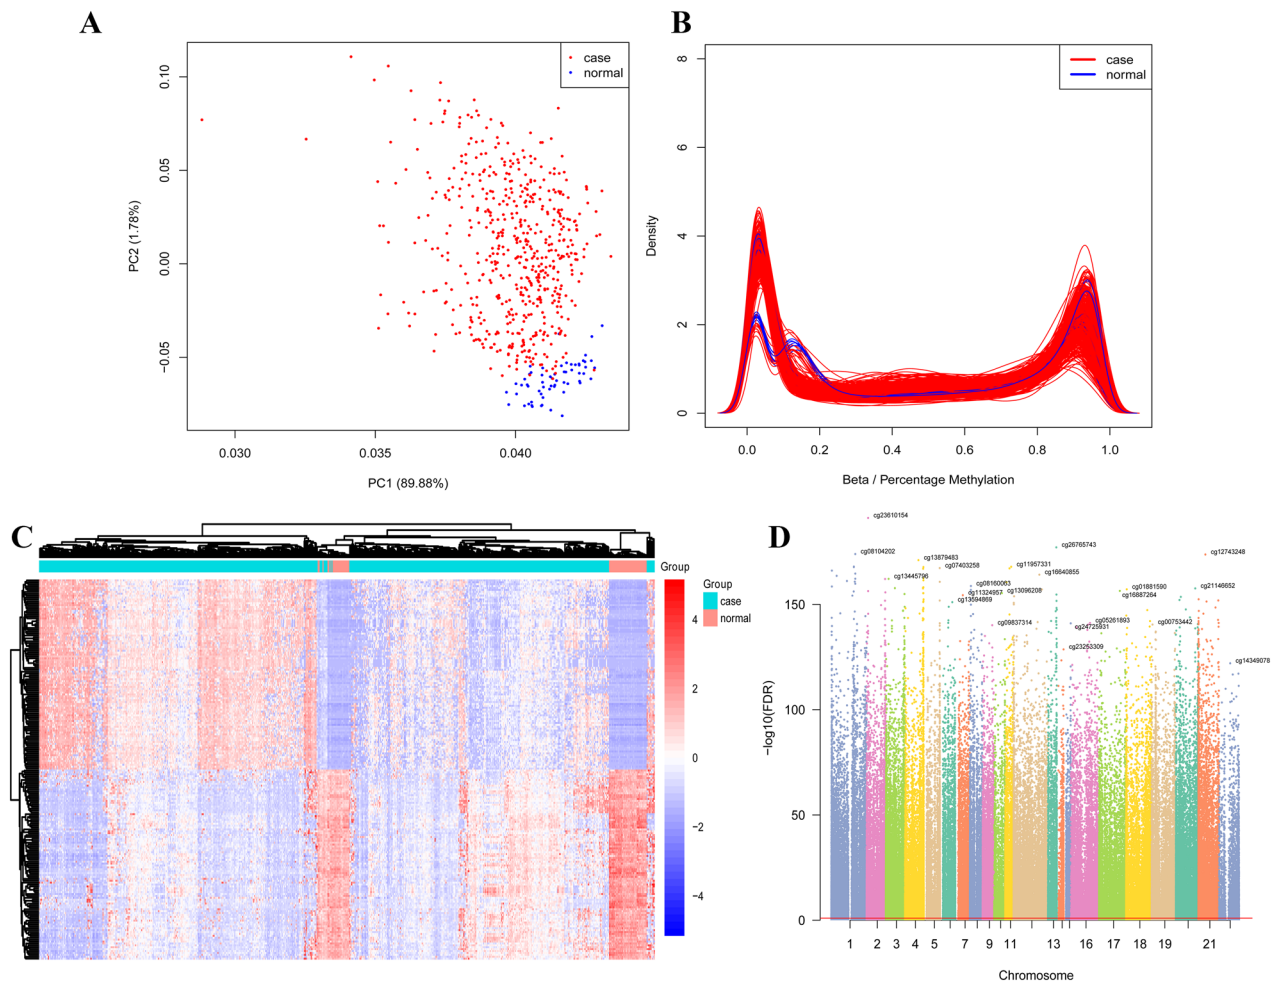 A
case
normal
0.10
0.05
0.00
−0.05
PC2 (1.78%)
0.030
0.035
0.040
PC1 (89.88%)
B
case
normal
8
6
4
2
0
Density
0.0
0.2
0.4
0.6
0.8
1.0
Beta / Percentage Methylation
C
Group
Group
case
normal
4
2
0
−2
−4
D
cg23610154
cg26765743
cg08104202
cg12743248
cg13879483
cg07403258
cg11957331
cg16640855
cg13445796
cg08160063
cg01881590
cg21146652
cg11324957
cg13096208
cg16887264
cg13594869
cg09837314
cg05261893
cg00753442
cg24725931
cg23253309
cg14349078
150
100
50
0
−log10(FDR)
1 2 3 4 5 7 9 11 13 16 17 18 19 21
Chromosome